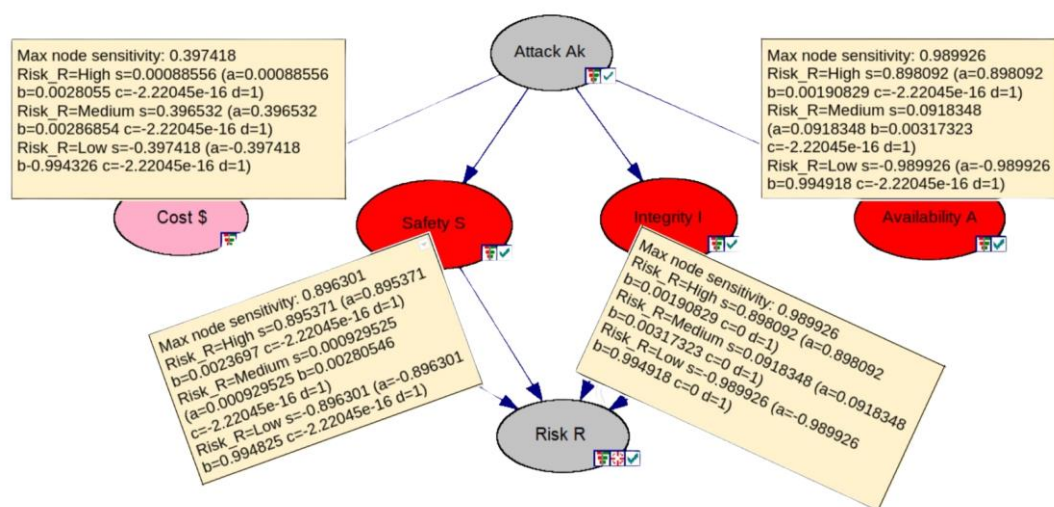 Attack Ak
Max node sensitivity: 0.397418
Risk_R=High s=0.00088556 (a=0.00088556
b=0.0028055 c=-2.22045e-16 d=1)
Risk_R=Medium s=0.396532 (a=0.396532
b=0.00286854 c=-2.22045e-16 d=1)
Risk_R=Low s=-0.397418 (a=-0.397418
b-0.994326 c=-2.22045e-16 d=1)
Max node sensitivity: 0.989926
Risk_R=High s=0.898092 (a=0.898092
b=0.00190829 c=-2.22045e-16 d=1)
Risk_R=Medium s=0.0918348
(a=0.0918348 b=0.00317323
c=-2.22045e-16 d=1)
Risk_R=Low s=-0.989926 (a=-0.989926
b=0.994918 c=-2.22045e-16 d=1)
Cost $
Safety S
Integrity I
Availability A
Max node sensitivity: 0.896301
Risk_R=High s=0.895371 (a=0.895371
b=0.0023697 c=-2.22045e-16 d=1)
Risk_R=Medium s=0.000929525
(a=0.000929525 b=0.00280546
c=-2.22045e-16 d=1)
Risk_R=Low s=-0.896301 (a=-0.896301
b=0.994825 c=-2.22045e-16 d=1)
Max node sensitivity: 0.989926
Risk_R=High s=0.898092 (a=0.898092
b=0.00190829 c=0 d=1)
Risk_R=Medium s=0.0918348 (a=0.0918348
b=0.00317323 c=0 d=1)
Risk_R=Low s=-0.989926 (a=-0.989926
b=0.994918 c=0 d=1)
Risk R